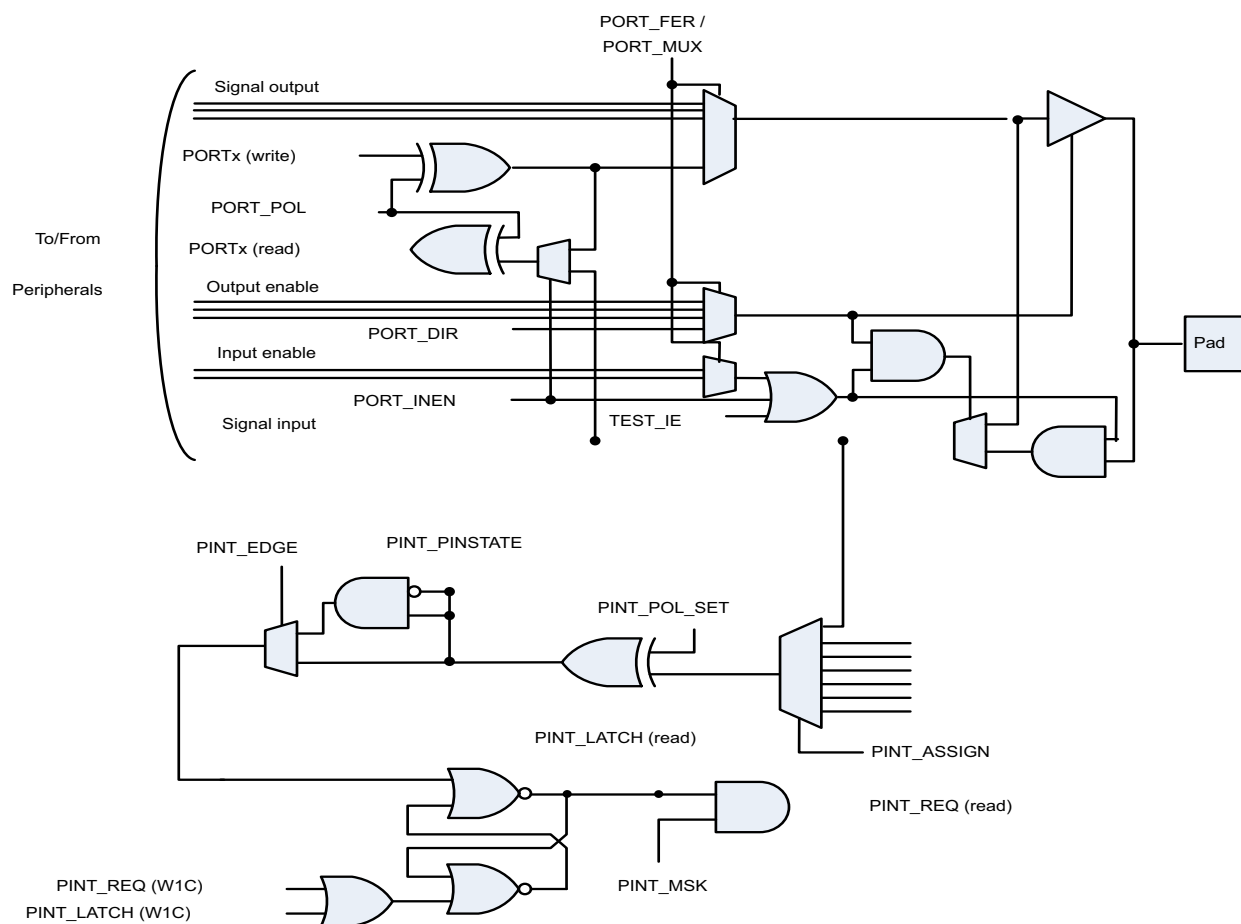 PORT_FER /
PORT_MUX
Signal output
PORTx (write)
PORT_POL
PORTx (read)
To/From
Peripherals
Output enable
PORT_DIR
Input enable
PORT_INEN
Signal input
TEST_IE
Pad
PINT_EDGE
PINT_PINSTATE
PINT_POL_SET
PINT_LATCH (read)
PINT_ASSIGN
PINT_REQ (read)
PINT_MSK
PINT_REQ (W1C)
PINT_LATCH (W1C)